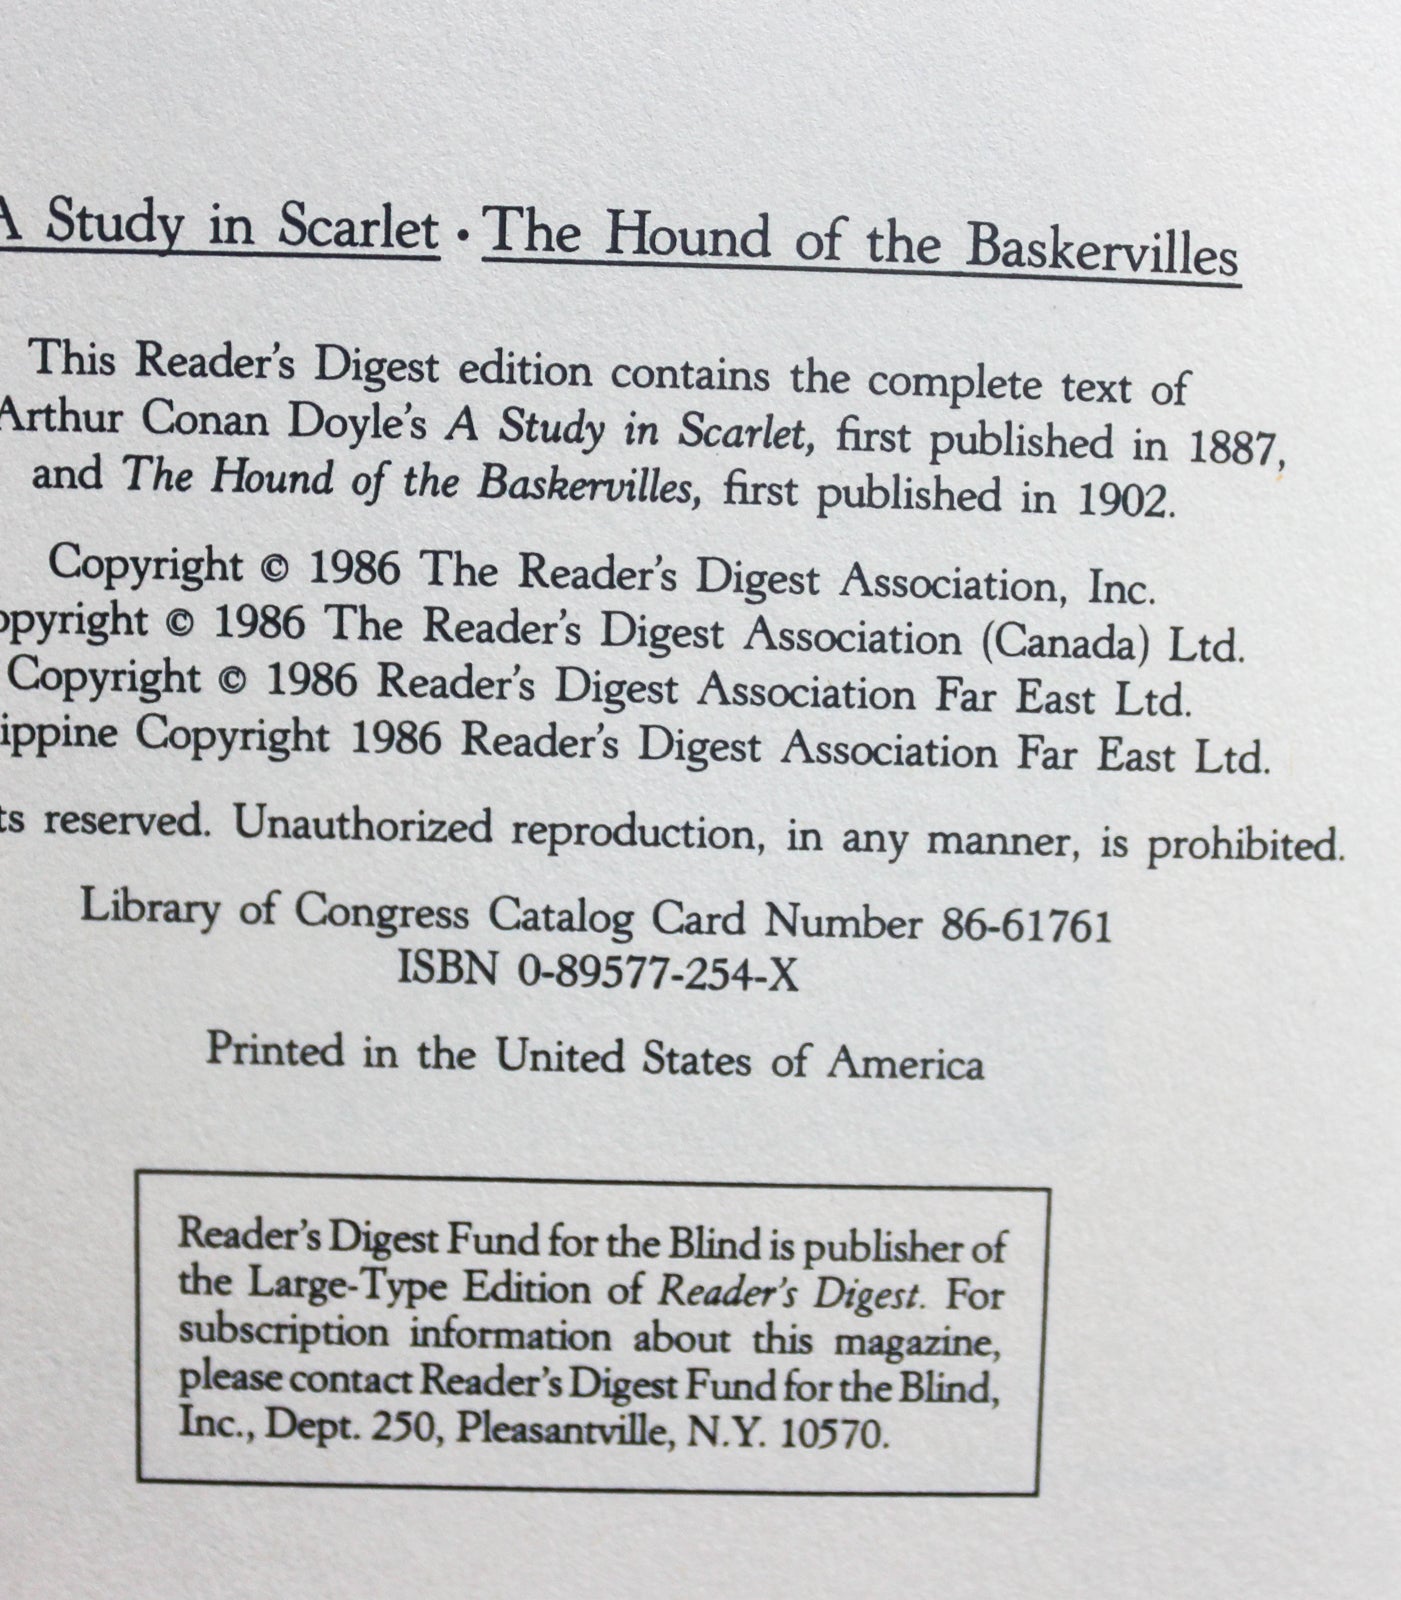 A Study in Scarlet · The Hound of the Baskervilles
This Reader's Digest edition contains the complete text of
Arthur Conan Doyle's A Study in Scarlet, first published in 1887,
and The Hound of the Baskervilles, first published in 1902.
Copyright © 1986 The Reader's Digest Association, Inc.
opyright © 1986 The Reader's Digest Association (Canada) Ltd.
Copyright © 1986 Reader's Digest Association Far East Ltd.
ippine Copyright 1986 Reader's Digest Association Far East Ltd.
ts reserved. Unauthorized reproduction, in any manner, is prohibited.
Library of Congress Catalog Card Number 86-61761
ISBN 0-89577-254-X
Printed in the United States of America
Reader's Digest Fund for the Blind is publisher of
the Large-Type Edition of Reader's Digest. For
subscription information about this magazine,
please contact Reader's Digest Fund for the Blind,
Inc., Dept. 250, Pleasantville, N.Y. 10570.